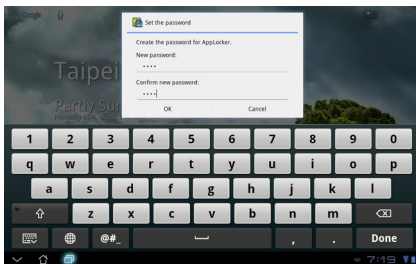 Set the password
Create the password for AppLocker.
New password:
••••
Confirm new password:
••••
OK Cancel
Taipei
Partly Sun
1 2 3 4 5 6 7 8 9 0
q w e r t y u i o p
a s d f g h j k l
z x c v b n m
@#_ , . Done
7:19